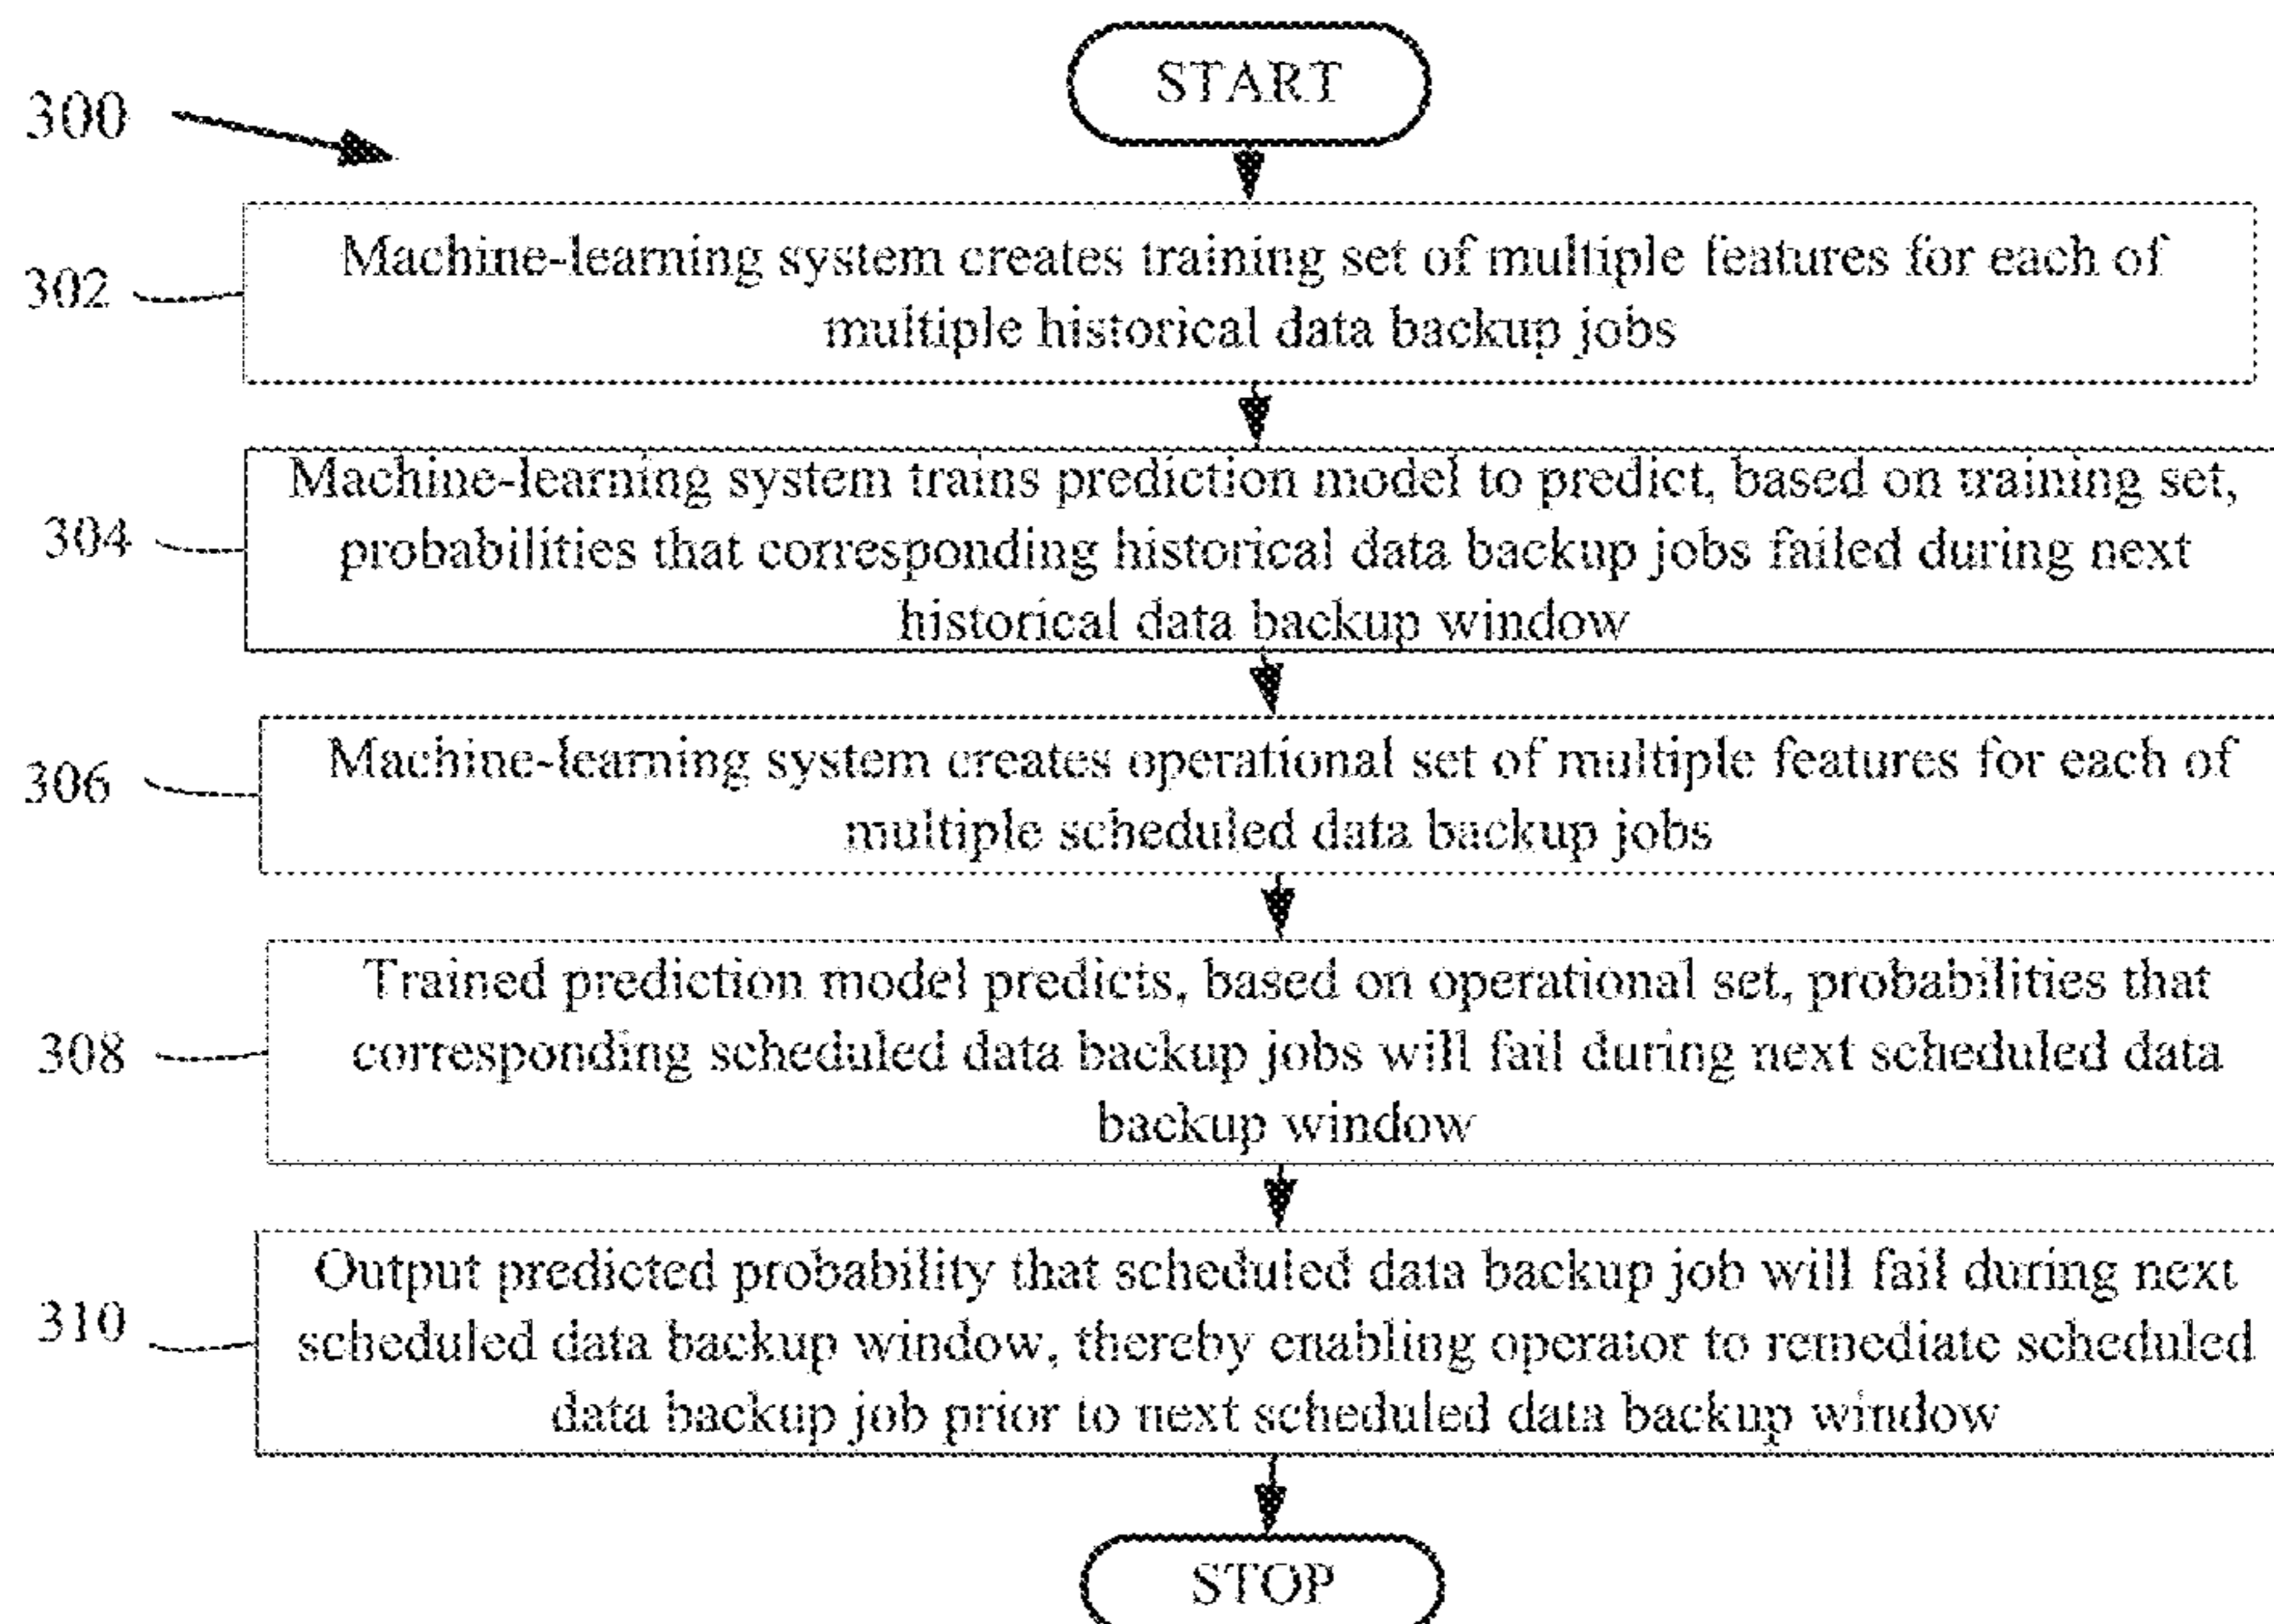 START
300
302
Machine-learning system creates training set of multiple features for each of
multiple historical data backup jobs
304
Machine-learning system trains prediction model to predict, based on training set,
probabilities that corresponding historical data backup jobs failed during next
historical data backup window
306
Machine-learning system creates operational set of multiple features for each of
multiple scheduled data backup jobs
308
Trained prediction model predicts, based on operational set, probabilities that
corresponding scheduled data backup jobs will fail during next scheduled data
backup window
310
Output predicted probability that scheduled data backup job will fail during next
scheduled data backup window, thereby enabling operator to remediate scheduled
data backup job prior to next scheduled data backup window
STOP